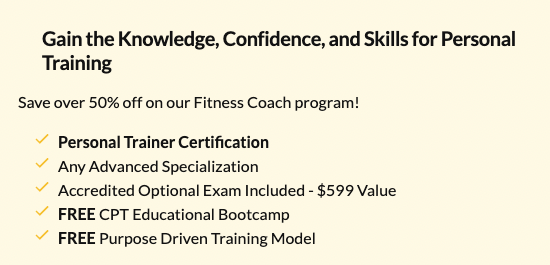 Gain the Knowledge, Confidence, and Skills for Personal
Training
Save over 50% off on our Fitness Coach program!
Personal Trainer Certification
Any Advanced Specialization
Accredited Optional Exam Included - $599 Value
FREE CPT Educational Bootcamp
FREE Purpose Driven Training Model